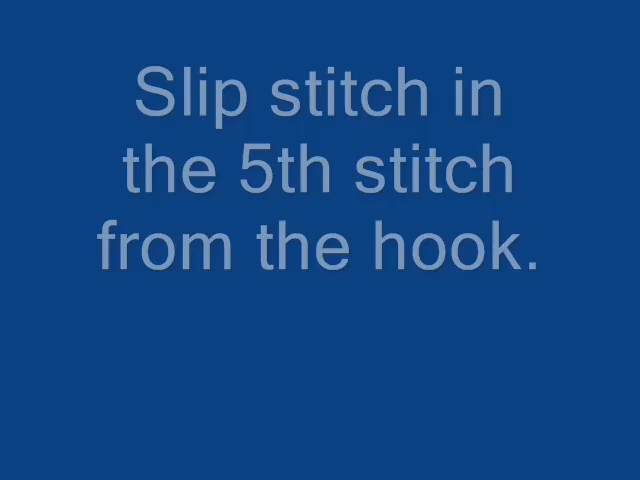 Slip stitch in
the 5th stitch
from the hook.